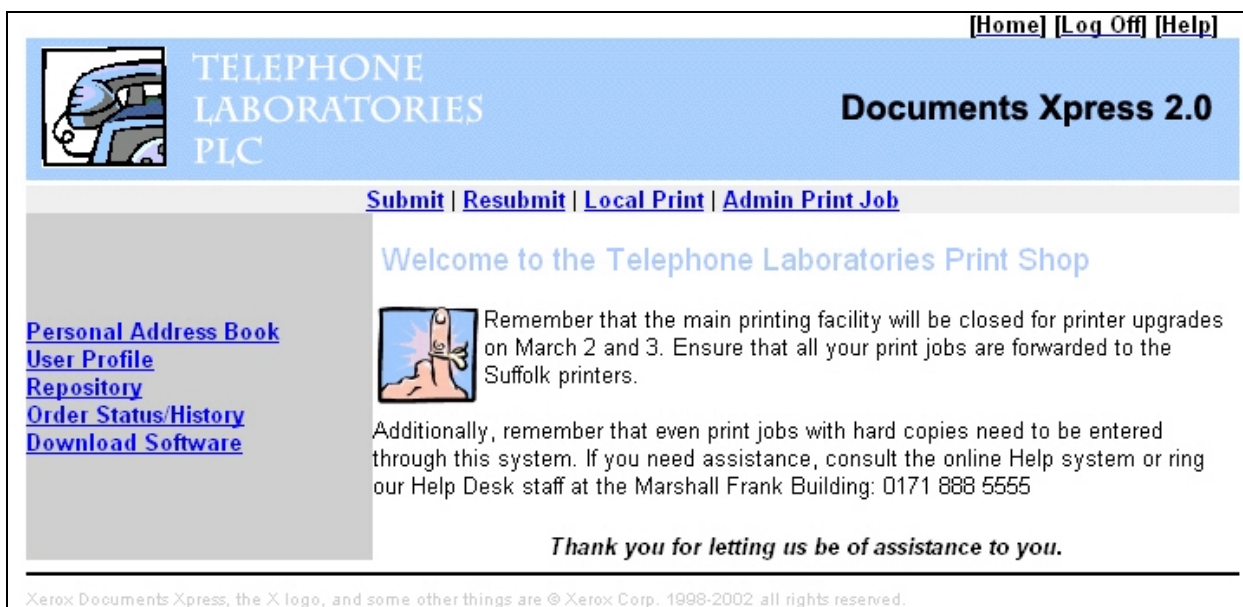 [Home] [Log Off] [Help]
TELEPHONE
LABORATORIES
PLC
Documents Xpress 2.0
Submit | Resubmit | Local Print | Admin Print Job
Personal Address Book
User Profile
Repository
Order Status/History
Download Software
Welcome to the Telephone Laboratories Print Shop
Remember that the main printing facility will be closed for printer upgrades
on March 2 and 3. Ensure that all your print jobs are forwarded to the
Suffolk printers.
Additionally, remember that even print jobs with hard copies need to be entered
through this system. If you need assistance, consult the online Help system or ring
our Help Desk staff at the Marshall Frank Building: 0171 888 5555
Thank you for letting us be of assistance to you.
Xerox Documents Xpress, the X logo, and some other things are © Xerox Corp. 1998-2002 all rights reserved.